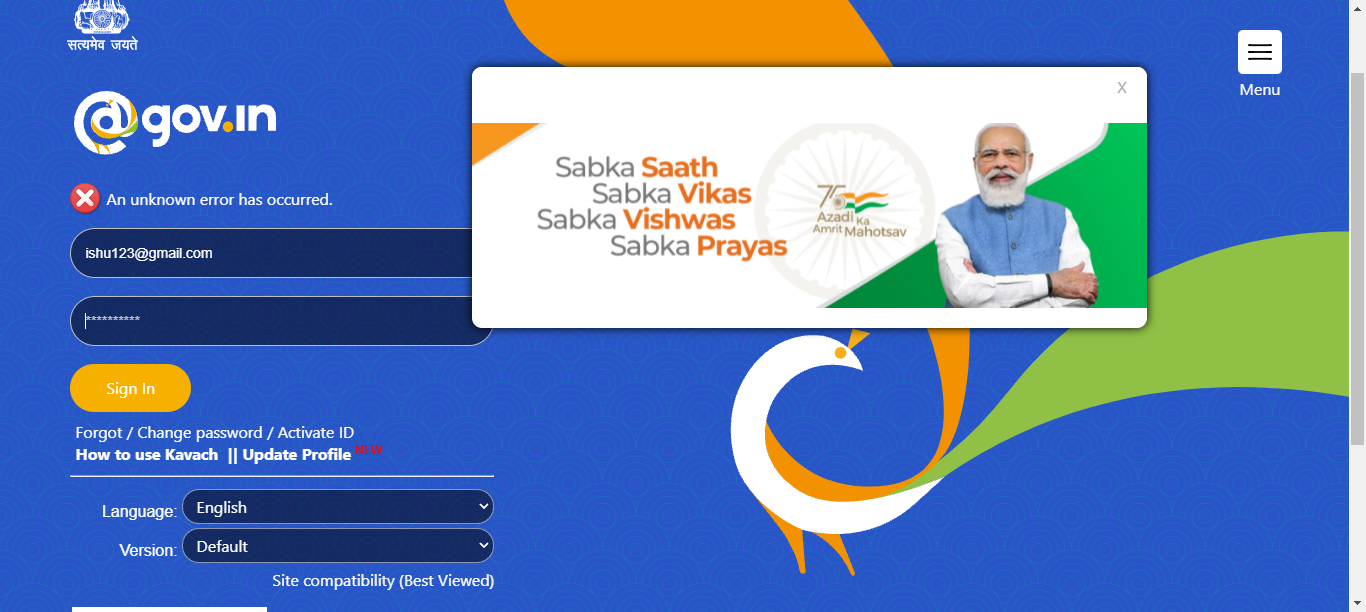 सत्यमेव जयते
@gov.in
An unknown error has occurred.
ishu123@gmail.com
**********
Sign In
Forgot / Change password / Activate ID
How to use Kavach || Update Profile NEW
Language: English
Version: Default
Site compatibility (Best Viewed)
X
Sabka Saath
Sabka Vikas
Sabka Vishwas
Sabka Prayas
75
Azadi Ka
Amrit Mahotsav
Menu